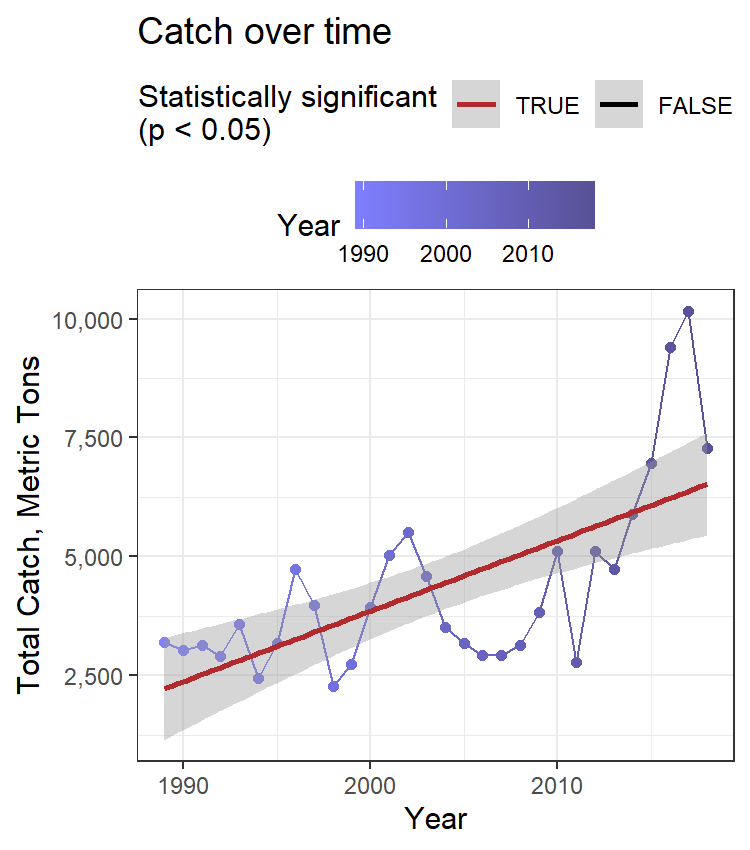 Catch over time
Statistically significant
(p < 0.05)
TRUE
FALSE
Year
1990 2000 2010
10,000
7,500
5,000
2,500
Total Catch, Metric Tons
1990 2000 2010
Year